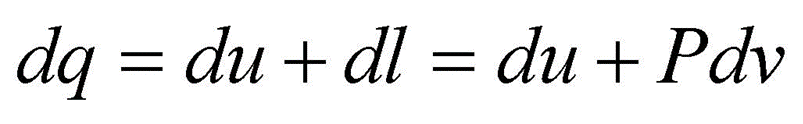 dq = du + dl = du + Pdv